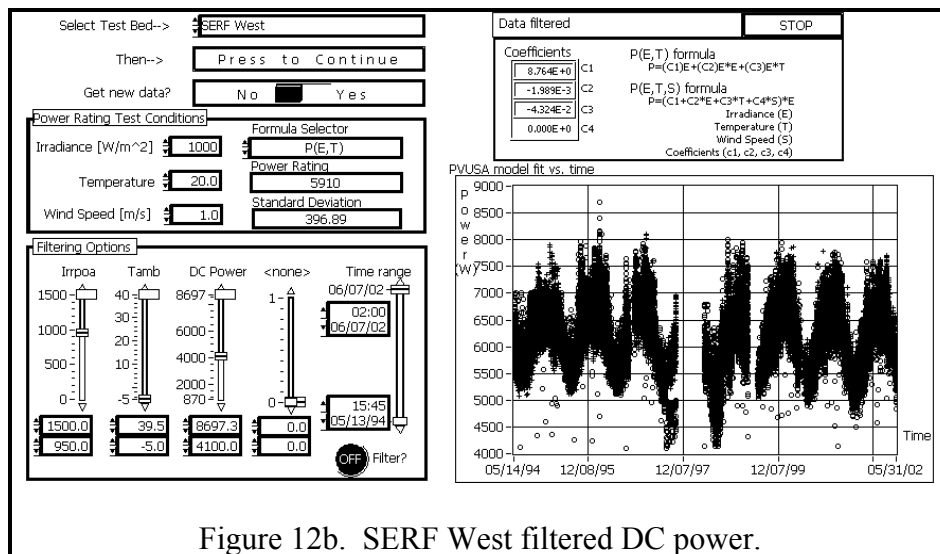 Select Test Bed--> SERF West
Then--> Press to Continue
Get new data? No Yes
Power Rating Test Conditions
Formula Selector
Irradiance [W/m^2] 1000 P(E,T)
Power Rating
Temperature 20.0 5910
Standard Deviation
Wind Speed [m/s] 1.0 396.89
Filtering Options
Irrpoa Tamb DC Power <none> Time range
06/07/02
1500 40 8697 1
02:00
06/07/02
30
1000 20 6000
500 10 4000
0 2000
0 -5 870 0
15:45
05/13/94
1500.0 39.5 8697.3 0.0
950.0 -5.0 4100.0 0.0
OFF Filter?
Data filtered STOP
Coefficients
8.764E+0 C1
-1.989E-3 C2
-4.324E-2 C3
0.000E+0 C4
P(E,T) formula
P=(C1)E+(C2)E*E+(C3)E*T
P(E,T,S) formula
P=(C1+C2*E+C3*T+C4*S)*E
Irradiance (E)
Temperature (T)
Wind Speed (S)
Coefficients (c1, c2, c3, c4)
PVUSA model fit vs. time
Power (W)
9000
8500
8000
7500
7000
6500
6000
5500
5000
4500
4000
Time
05/14/94 12/08/95 12/07/97 12/07/99 05/31/02
Figure 12b. SERF West filtered DC power.